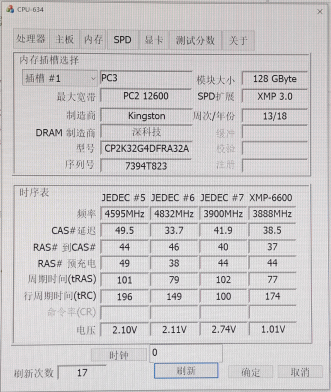 CPU-634
处理器 主板 内存 SPD 显卡 测试分数 关于
内存插槽选择
插槽 #1 PC3 模块大小 128 GByte
最大宽带 PC2 12600 SPD扩展 XMP 3.0
制造商 Kingston 周次/年份 13/18
DRAM 制造商 深科技 缓冲
型号 CP2K32G4DFRA32A 校验
序列号 7394T823 注册
时序表
JEDEC #5 JEDEC #6 JEDEC #7 XMP-6600
频率 4595MHz 4832MHz 3900MHz 3888MHz
CAS#延迟 49.5 33.7 41.9 38.5
RAS# 到CAS# 44 46 40 37
RAS# 预充电 49 38 44 44
周期时间(tRAS) 101 79 102 77
行周期时间(tRC) 196 149 100 174
命令率(CR)
电压 2.10V 2.11V 2.74V 1.01V
时钟 0
刷新次数 17 刷新 确定 取消